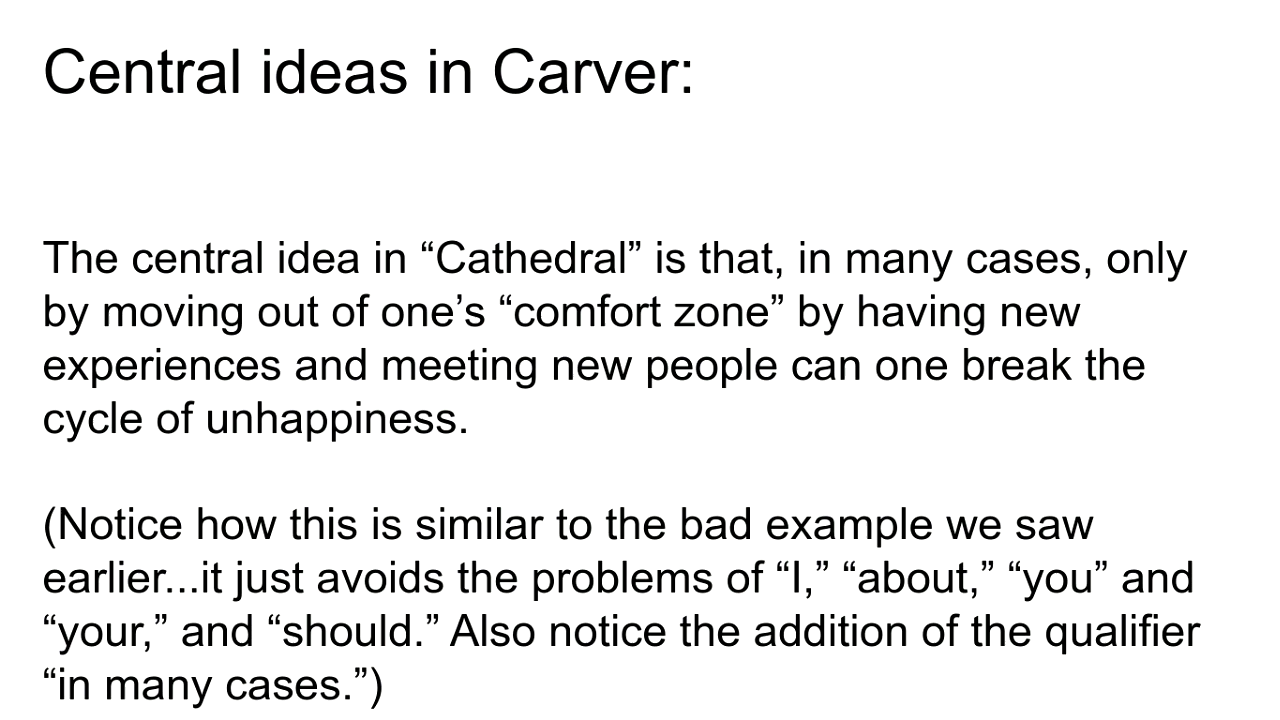 Central ideas in Carver:
The central idea in “Cathedral” is that, in many cases, only
by moving out of one’s “comfort zone” by having new
experiences and meeting new people can one break the
cycle of unhappiness.
(Notice how this is similar to the bad example we saw
earlier...it just avoids the problems of “I,” “about,” “you” and
“your,” and “should.” Also notice the addition of the qualifier
“in many cases.”)